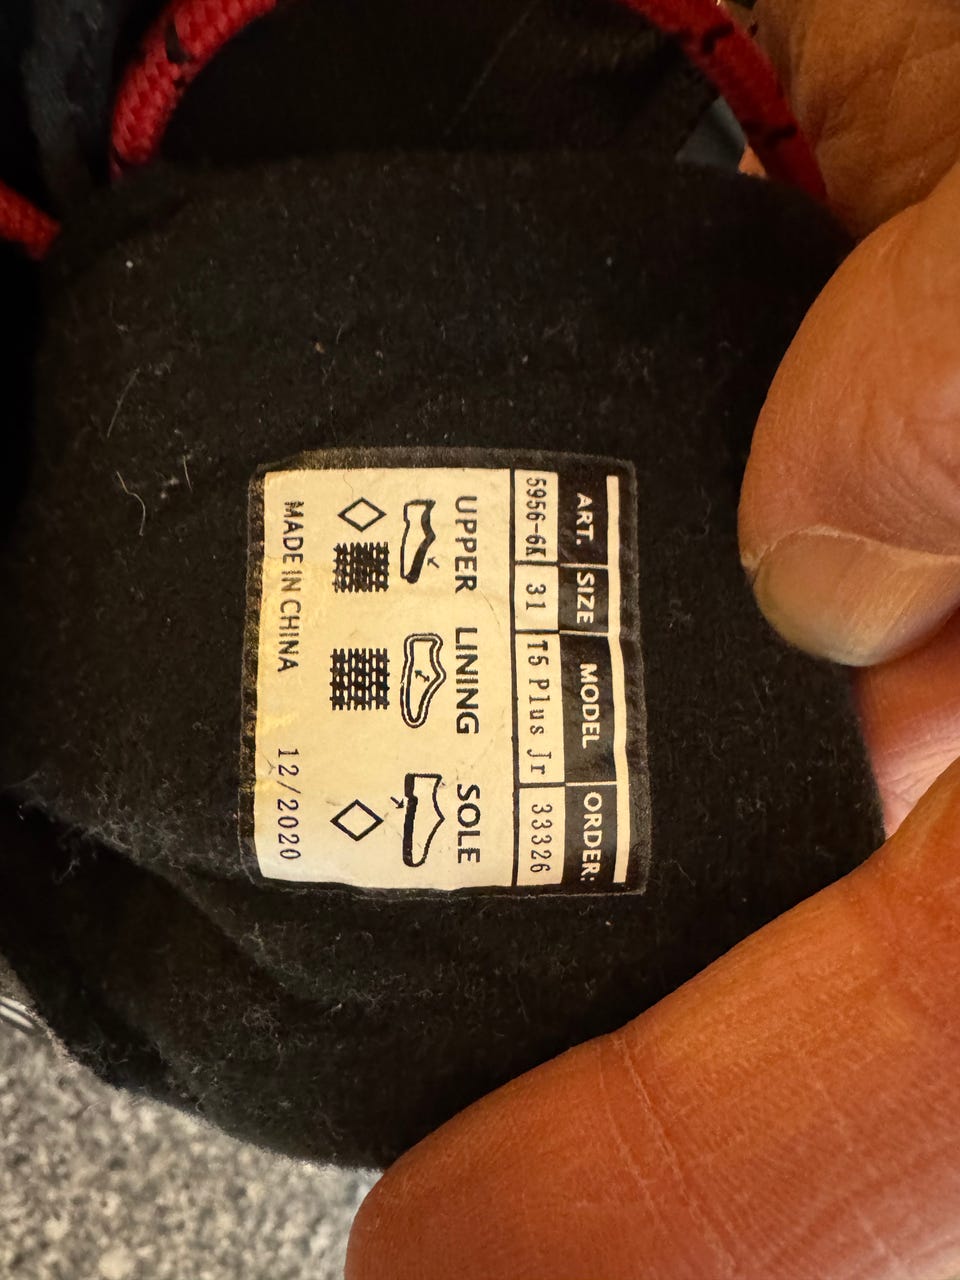 ART. SIZE MODEL ORDER:
5956-6K 31 T5 Plus Jr 33326
UPPER LINING SOLE
MADE IN CHINA 12/2020